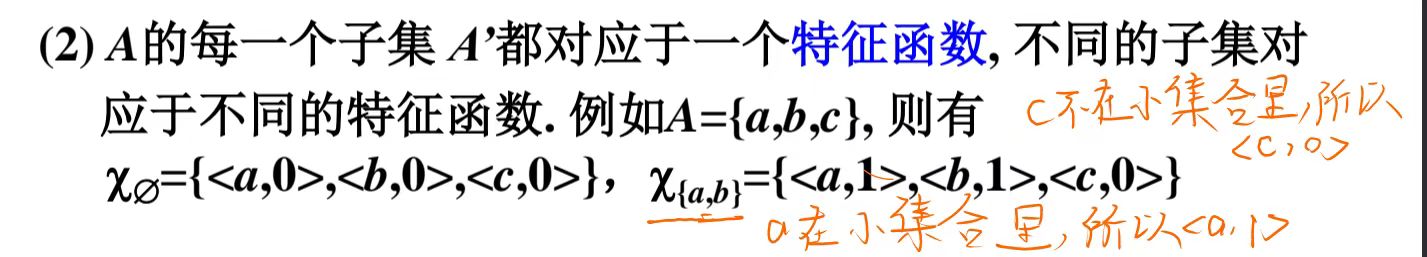 (2) A的每一个子集 A’都对应于一个特征函数, 不同的子集对
应于不同的特征函数. 例如A={a,b,c}, 则有
c不在小集合里,所以
<c,0>
χ∅={<a,0>,<b,0>,<c,0>}，χ{a,b}={<a,1>,<b,1>,<c,0>}
a在小集合里,所以<a,1>